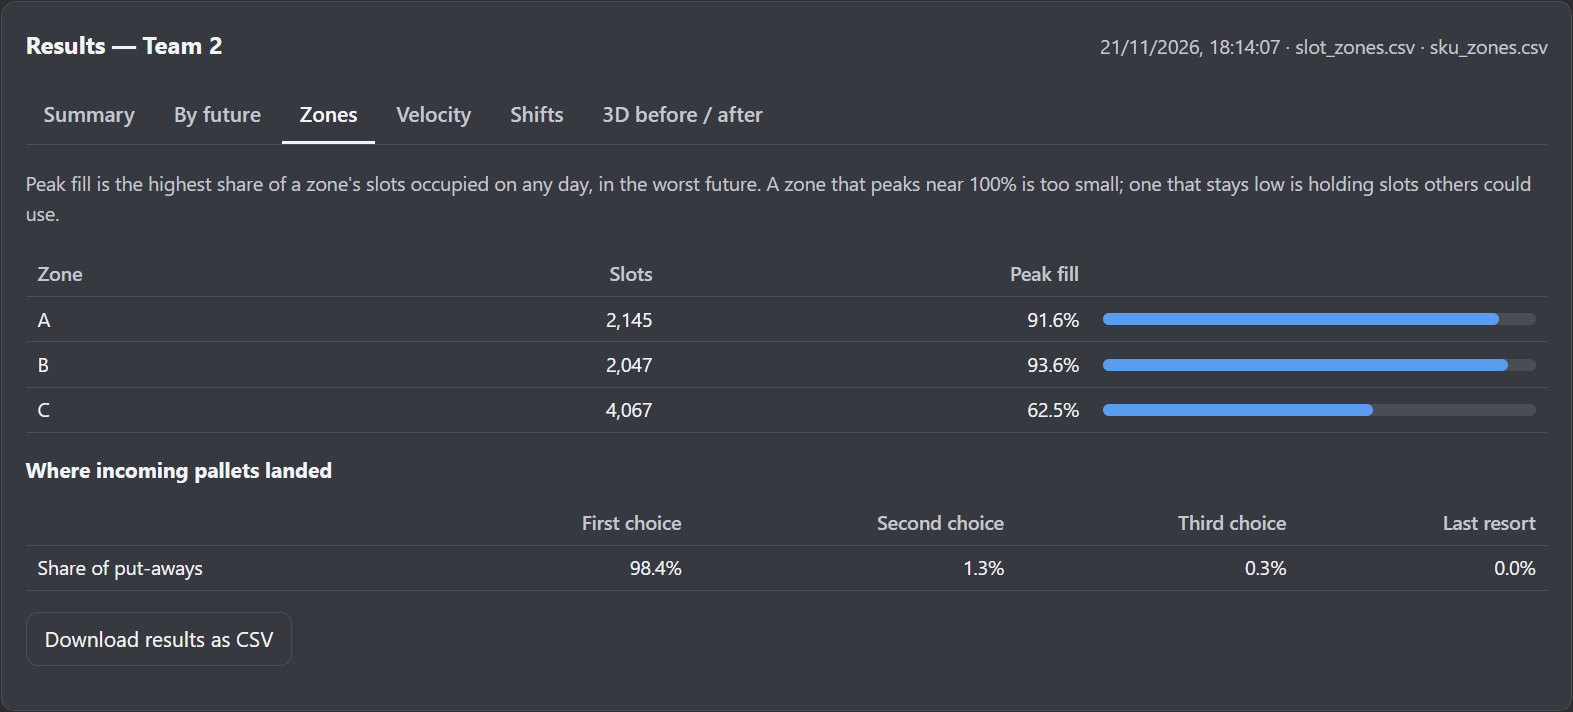 Results — Team 2
21/11/2026, 18:14:07 · slot_zones.csv · sku_zones.csv
Summary By future Zones Velocity Shifts 3D before / after
Peak fill is the highest share of a zone's slots occupied on any day, in the worst future. A zone that peaks near 100% is too small; one that stays low is holding slots others could
use.
Zone Slots Peak fill
A 2,145 91.6%
B 2,047 93.6%
C 4,067 62.5%
Where incoming pallets landed
First choice Second choice Third choice Last resort
Share of put-aways 98.4% 1.3% 0.3% 0.0%
Download results as CSV